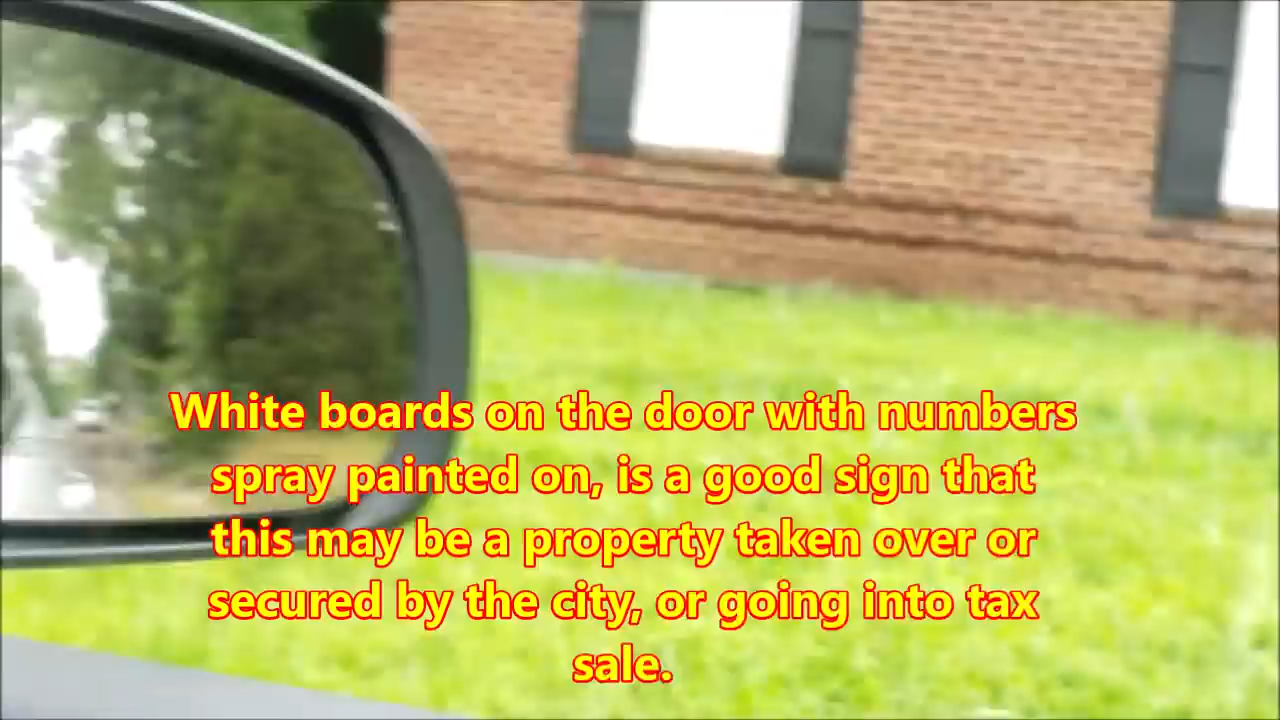 White boards on the door with numbers
spray painted on, is a good sign that
this may be a property taken over or
secured by the city, or going into tax
sale.